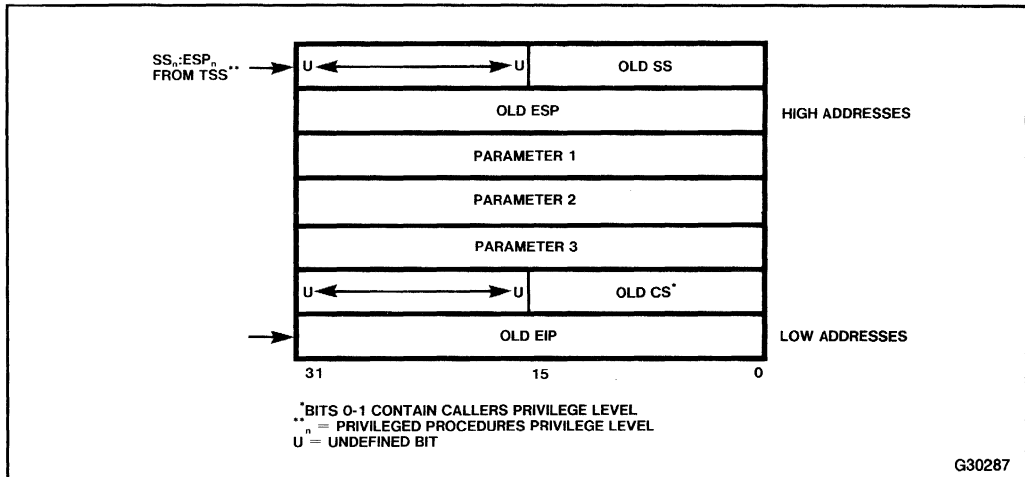 SSn:ESPn
FROM TSS**
U U OLD SS
OLD ESP HIGH ADDRESSES
PARAMETER 1
PARAMETER 2
PARAMETER 3
U U OLD CS*
OLD EIP LOW ADDRESSES
31 15 0
*BITS 0-1 CONTAIN CALLERS PRIVILEGE LEVEL
**n = PRIVILEGED PROCEDURES PRIVILEGE LEVEL
U = UNDEFINED BIT
G30287